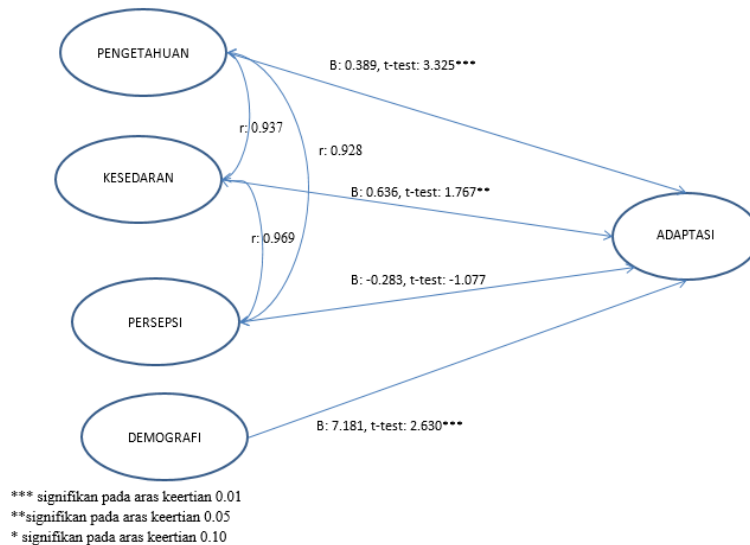 PENGETAHUAN
B: 0.389, t-test: 3.325***
r: 0.937
r: 0.928
KESEDARAN
B: 0.636, t-test: 1.767**
ADAPTASI
r: 0.969
B: -0.283, t-test: -1.077
PERSEPSI
B: 7.181, t-test: 2.630***
DEMOGRAFI
*** signifikan pada aras keertian 0.01
**signifikan pada aras keertian 0.05
* signifikan pada aras keertian 0.10